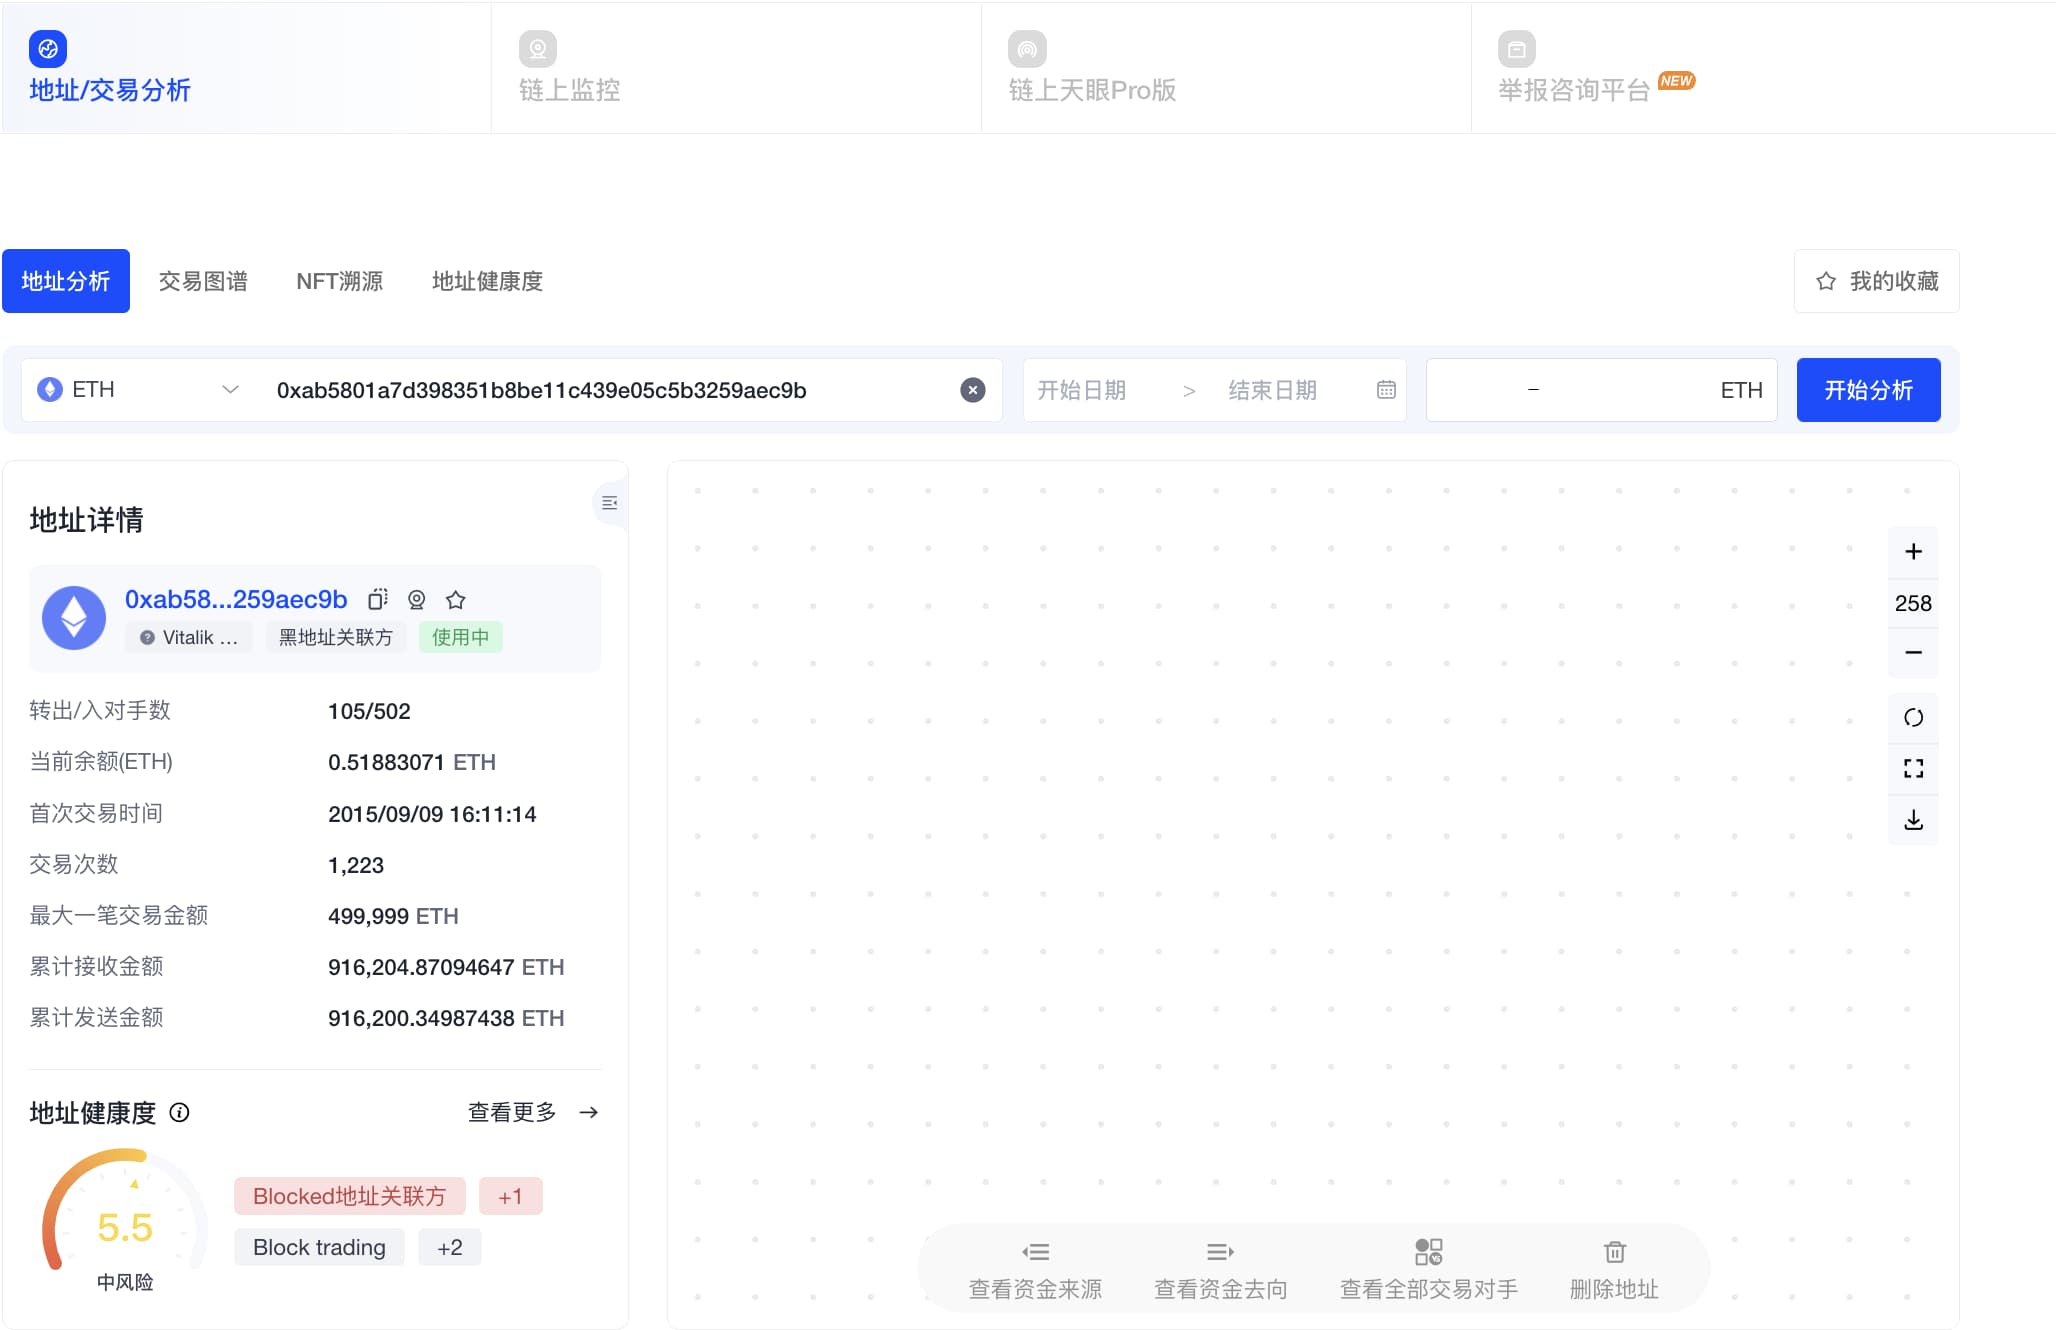 地址/交易分析
链上监控
链上天眼Pro版
举报咨询平台 NEW
地址分析
交易图谱
NFT溯源
地址健康度
我的收藏
ETH
0xab5801a7d398351b8be11c439e05c5b3259aec9b
开始日期 > 结束日期
– ETH
开始分析
地址详情
0xab58...259aec9b
Vitalik ...
黑地址关联方
使用中
转出/入对手数 105/502
当前余额(ETH) 0.51883071 ETH
首次交易时间 2015/09/09 16:11:14
交易次数 1,223
最大一笔交易金额 499,999 ETH
累计接收金额 916,204.87094647 ETH
累计发送金额 916,200.34987438 ETH
地址健康度
查看更多 →
5.5
中风险
Blocked地址关联方 +1
Block trading +2
+
258
−
查看资金来源
查看资金去向
查看全部交易对手
删除地址